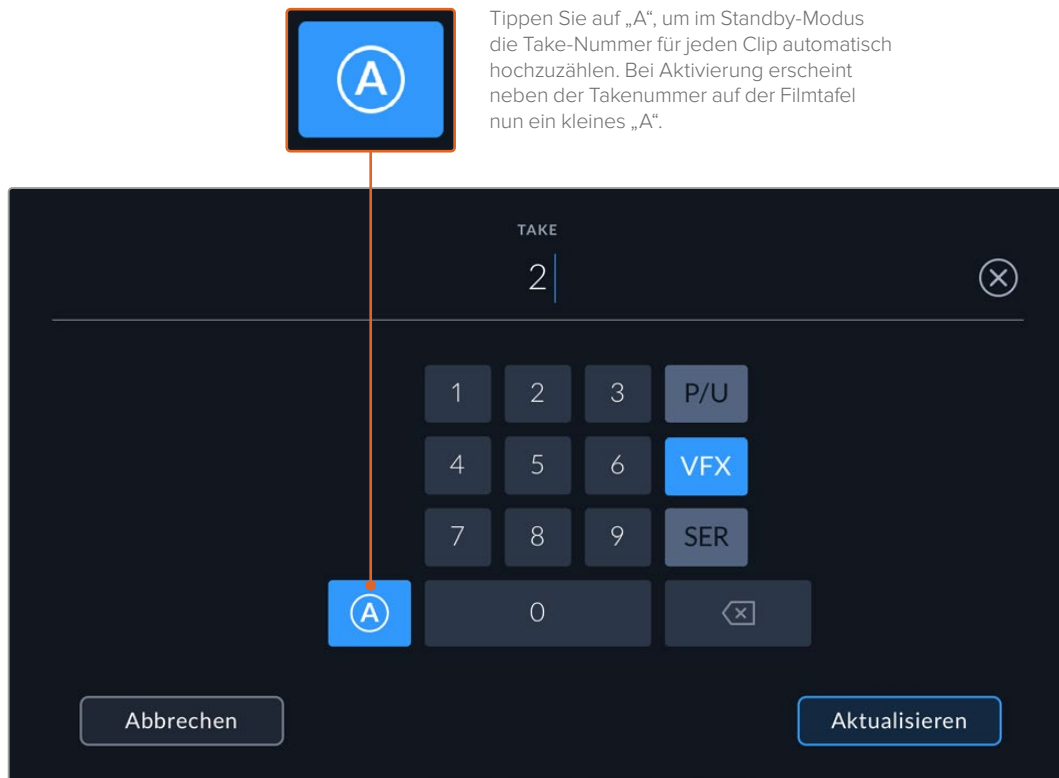 A
Tippen Sie auf „A“, um im Standby-Modus
die Take-Nummer für jeden Clip automatisch
hochzuzählen. Bei Aktivierung erscheint
neben der Takenummer auf der Filmtafel
nun ein kleines „A“.
TAKE
2
1 2 3 P/U
4 5 6 VFX
7 8 9 SER
A 0
Abbrechen Aktualisieren